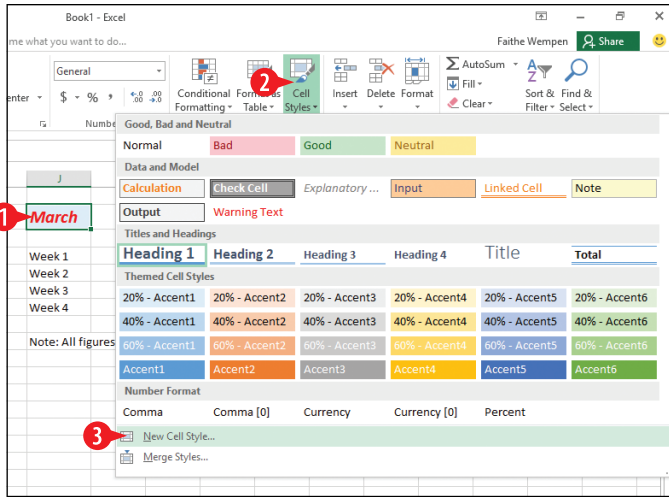 Book1 - Excel
me what you want to do...
Faithe Wempen
Share
General
AutoSum
Fill
Clear
enter
$ % ,
Conditional Formatting
Format as Table
Cell Styles
Insert Delete Format
Sort & Filter
Find & Select
Numbe
2
Good, Bad and Neutral
Normal Bad Good Neutral
Data and Model
Calculation Check Cell Explanatory ... Input Linked Cell Note
Output Warning Text
Titles and Headings
Heading 1 Heading 2 Heading 3 Heading 4 Title Total
Themed Cell Styles
20% - Accent1 20% - Accent2 20% - Accent3 20% - Accent4 20% - Accent5 20% - Accent6
40% - Accent1 40% - Accent2 40% - Accent3 40% - Accent4 40% - Accent5 40% - Accent6
60% - Accent1 60% - Accent2 60% - Accent3 60% - Accent4 60% - Accent5 60% - Accent6
Accent1 Accent2 Accent3 Accent4 Accent5 Accent6
Number Format
Comma Comma [0] Currency Currency [0] Percent
3
New Cell Style...
Merge Styles...
J
1
March
Week 1
Week 2
Week 3
Week 4
Note: All figures